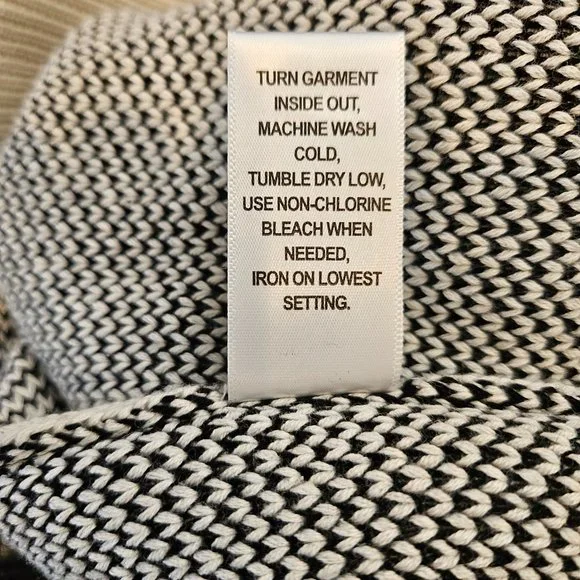 TURN GARMENT
INSIDE OUT,
MACHINE WASH
COLD,
TUMBLE DRY LOW,
USE NON-CHLORINE
BLEACH WHEN
NEEDED,
IRON ON LOWEST
SETTING.